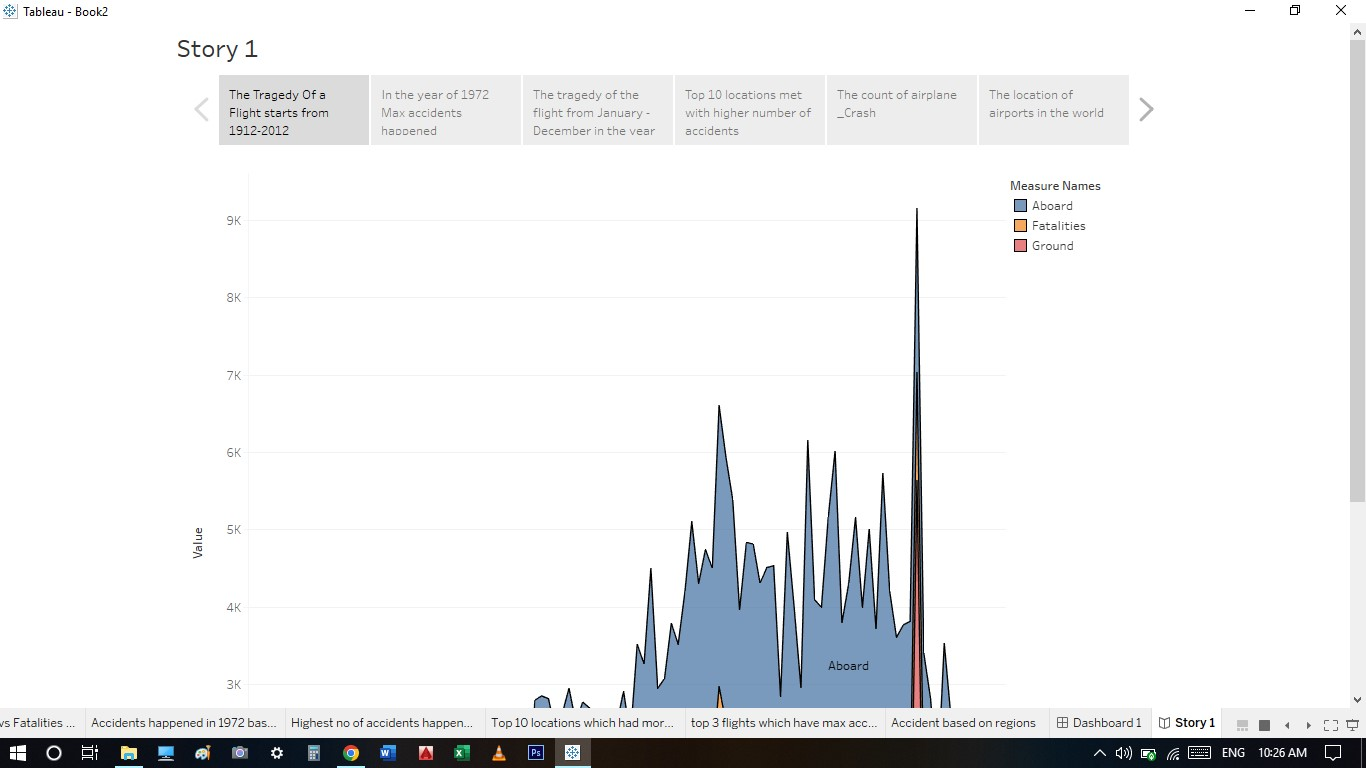 Tableau - Book2
Story 1
The Tragedy Of a
Flight starts from
1912-2012
In the year of 1972
Max accidents
happened
The tragedy of the
flight from January -
December in the year
Top 10 locations met
with higher number of
accidents
The count of airplane
_Crash
The location of
airports in the world
Measure Names
Aboard
Fatalities
Ground
9K
8K
7K
6K
5K
4K
3K
Value
Aboard
vs Fatalities ...
Accidents happened in 1972 bas...
Highest no of accidents happen...
Top 10 locations which had mor...
top 3 flights which have max acc...
Accident based on regions
Dashboard 1
Story 1
ENG
10:26 AM